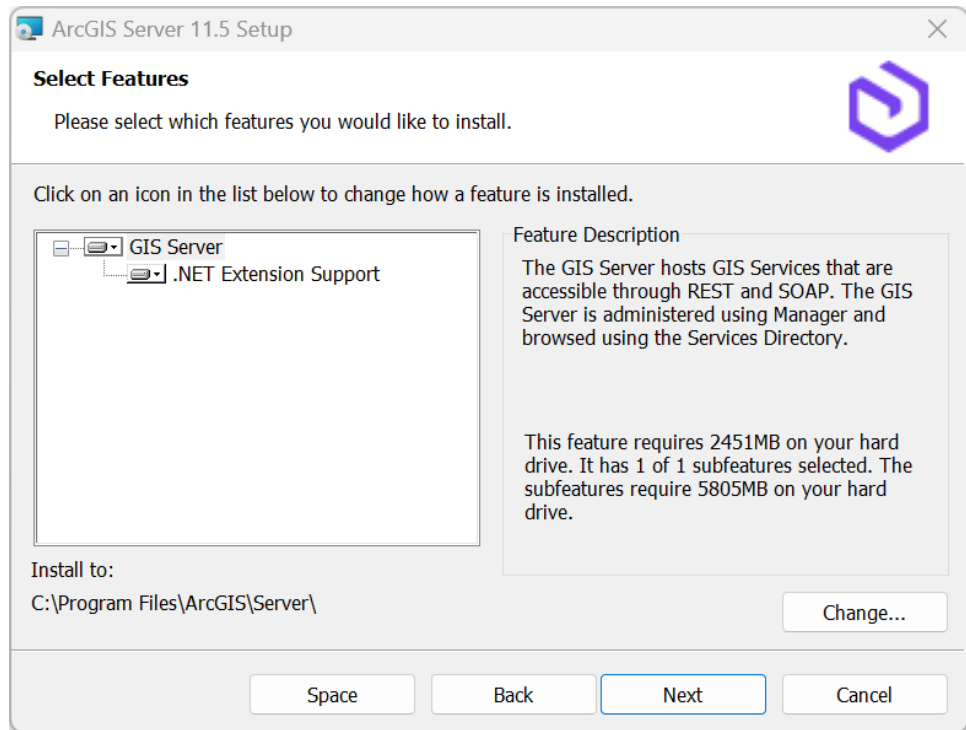 ArcGIS Server 11.5 Setup
Select Features
Please select which features you would like to install.
Click on an icon in the list below to change how a feature is installed.
GIS Server
.NET Extension Support
Feature Description
The GIS Server hosts GIS Services that are
accessible through REST and SOAP. The GIS
Server is administered using Manager and
browsed using the Services Directory.
This feature requires 2451MB on your hard
drive. It has 1 of 1 subfeatures selected. The
subfeatures require 5805MB on your hard
drive.
Install to:
C:\Program Files\ArcGIS\Server\
Change...
Space
Back
Next
Cancel